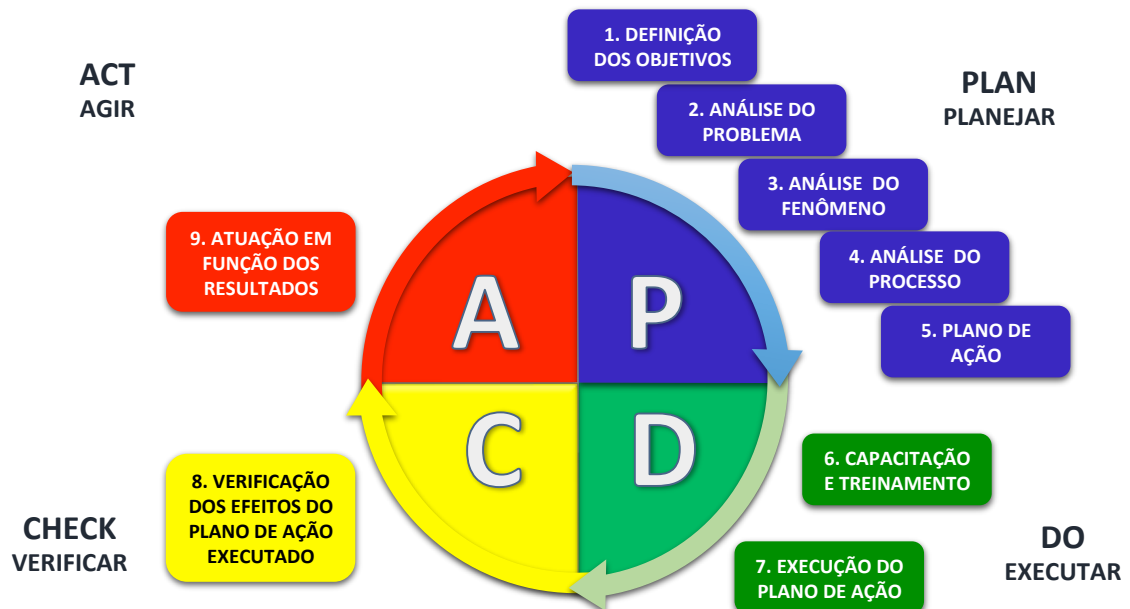 ACT
AGIR
1. DEFINIÇÃO
DOS OBJETIVOS
PLAN
PLANEJAR
2. ANÁLISE DO
PROBLEMA
3. ANÁLISE DO
FENÔMENO
4. ANÁLISE DO
PROCESSO
5. PLANO DE
AÇÃO
9. ATUAÇÃO EM
FUNÇÃO DOS
RESULTADOS
A
P
C
D
6. CAPACITAÇÃO
E TREINAMENTO
7. EXECUÇÃO DO
PLANO DE AÇÃO
DO
EXECUTAR
8. VERIFICAÇÃO
DOS EFEITOS DO
PLANO DE AÇÃO
EXECUTADO
CHECK
VERIFICAR